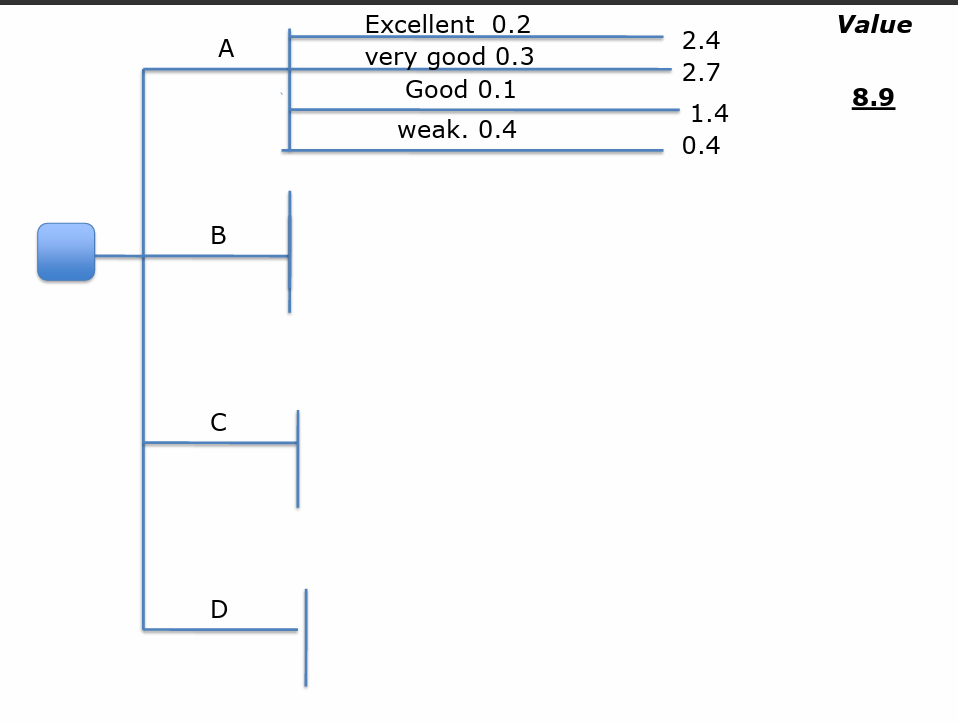 Excellent 0.2
Value
A
2.4
very good 0.3
2.7
Good 0.1
8.9
1.4
weak. 0.4
0.4
B
C
D